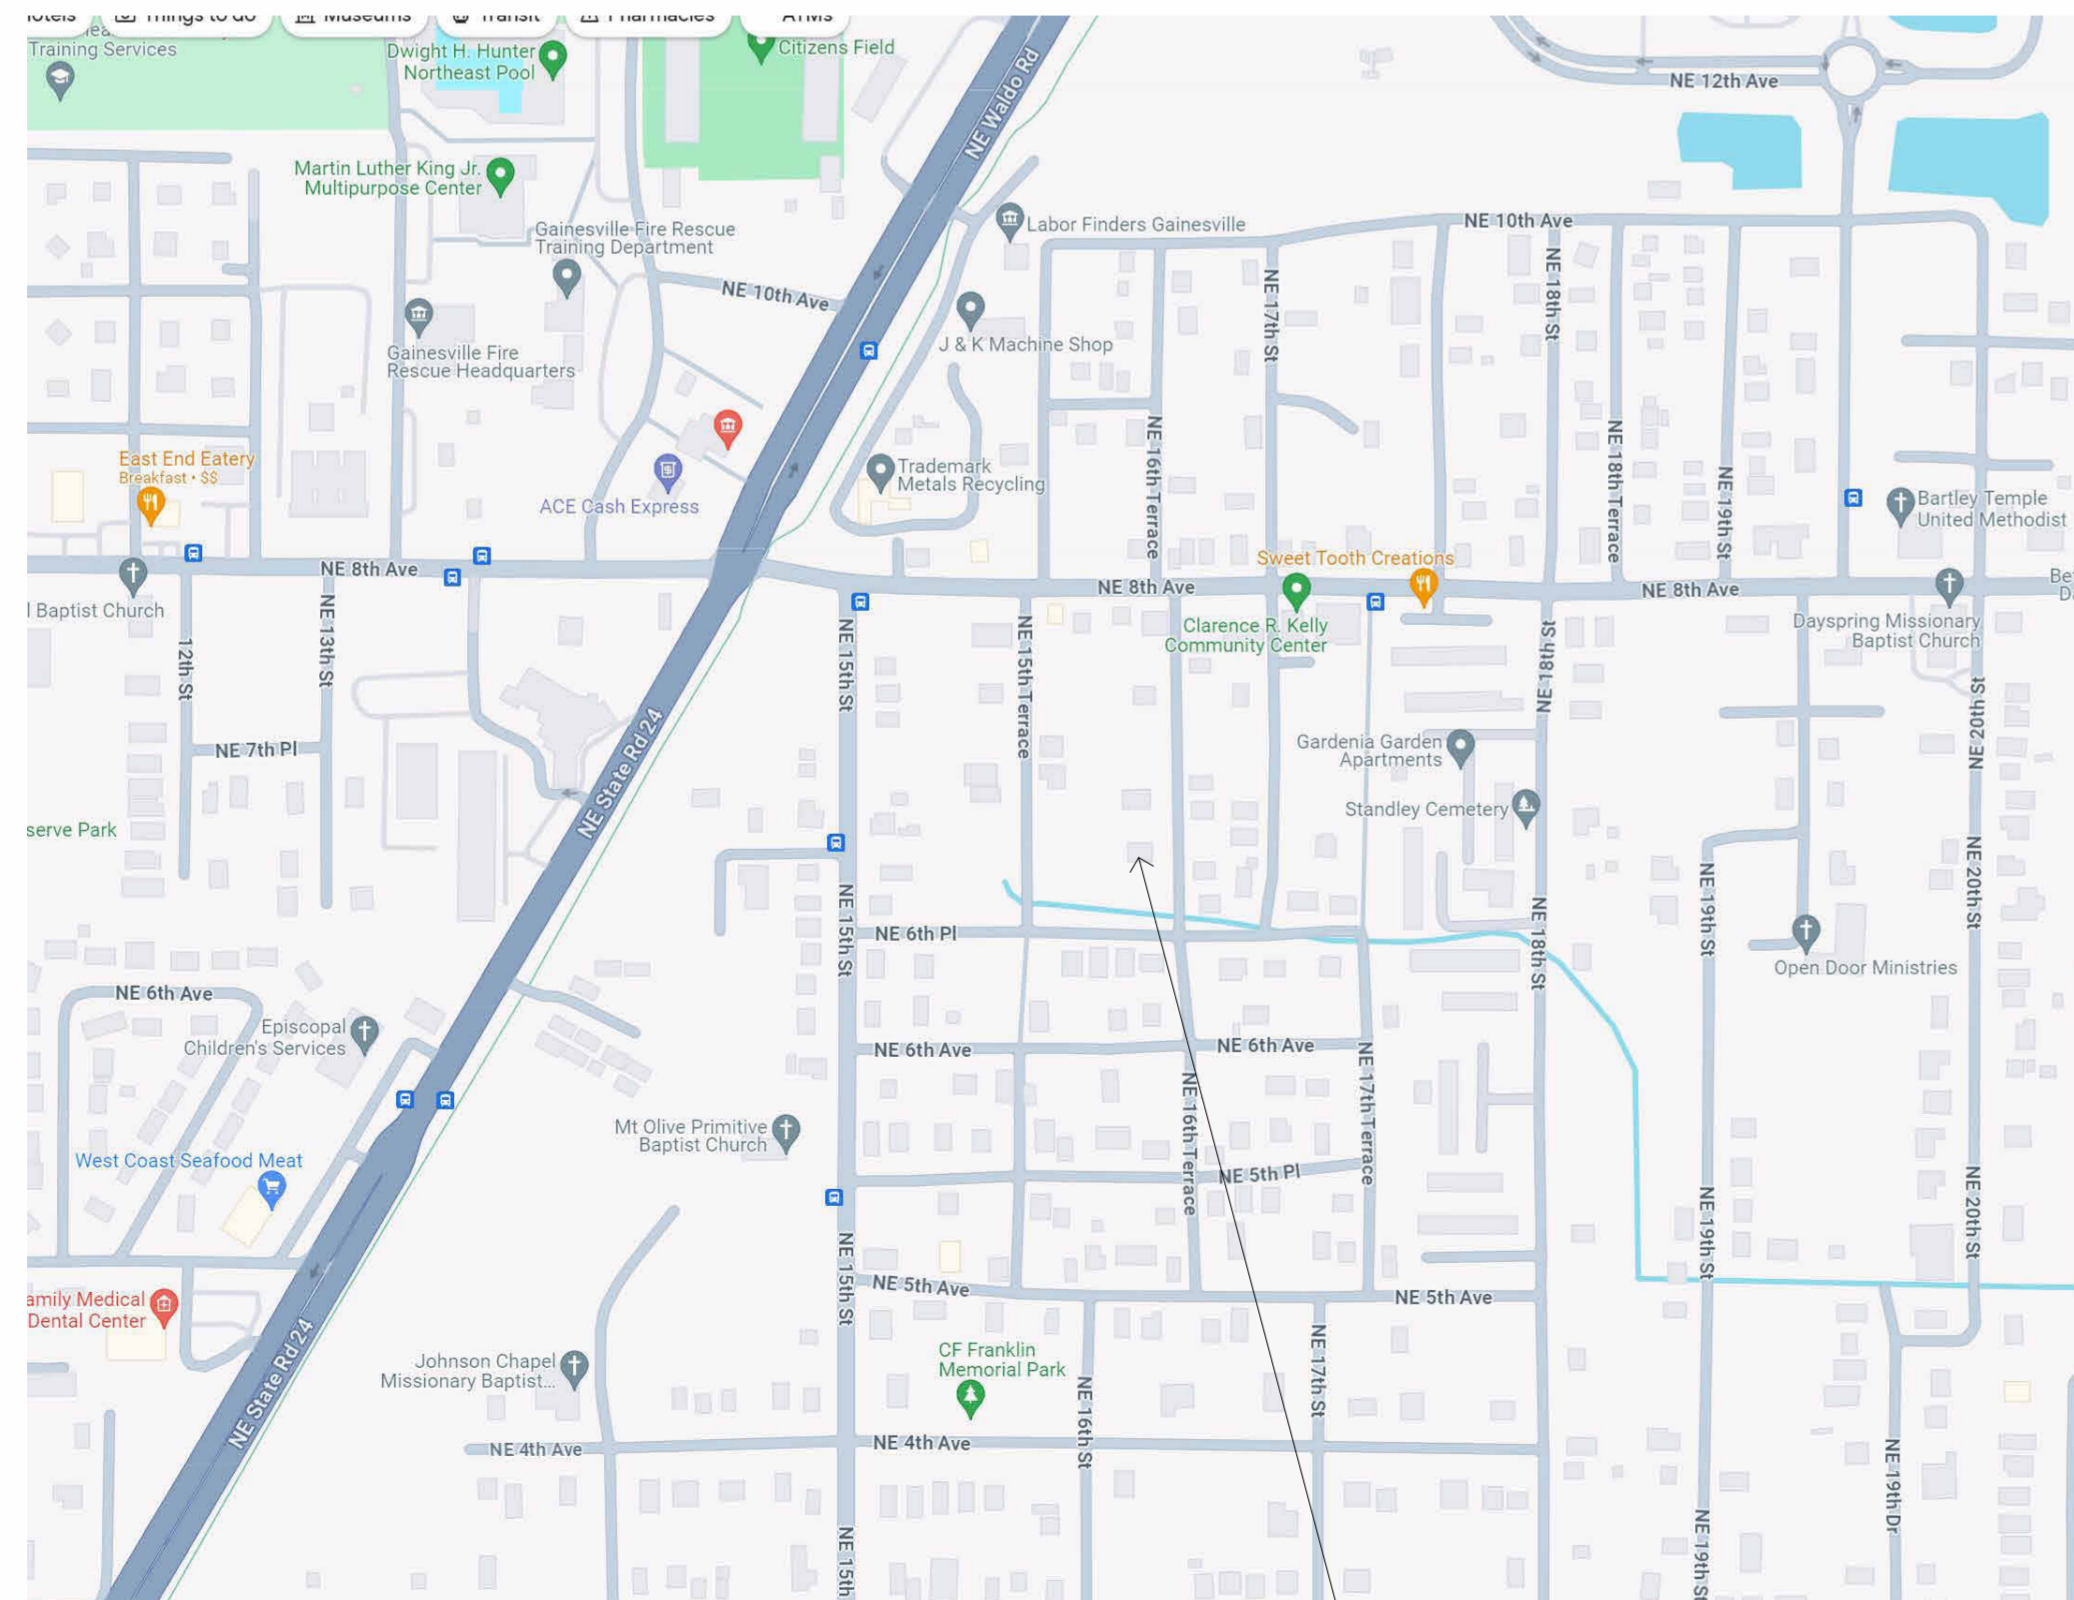 Things to do
Museums
Transit
Pharmacies
ATMs
Training Services
Dwight H. Hunter
Northeast Pool
Citizens Field
NE Waldo Rd
NE 12th Ave
Martin Luther King Jr.
Multipurpose Center
Gainesville Fire Rescue
Training Department
Labor Finders Gainesville
NE 10th Ave
NE 10th Ave
NE 17th St
NE 18th St
Gainesville Fire
Rescue Headquarters
J & K Machine Shop
NE 16th Terrace
NE 18th Terrace
NE 19th St
East End Eatery
Breakfast • $$
ACE Cash Express
Trademark
Metals Recycling
Bartley Temple
United Methodist
NE 8th Ave
Sweet Tooth Creations
NE 8th Ave
NE 8th Ave
Be
D
l Baptist Church
12th St
NE 13th St
NE 15th St
NE 15th Terrace
Clarence R. Kelly
Community Center
NE 18th St
Dayspring Missionary
Baptist Church
NE 20th St
NE 7th Pl
NE State Rd 24
Gardenia Garden
Apartments
Standley Cemetery
serve Park
NE 15th St
NE 6th Pl
NE 18th St
NE 19th St
NE 20th St
Open Door Ministries
NE 6th Ave
Episcopal
Children's Services
NE 6th Ave
NE 6th Ave
NE 16th Terrace
NE 17th Terrace
Mt Olive Primitive
Baptist Church
West Coast Seafood Meat
NE 5th Pl
NE 19th St
NE 20th St
NE 15th St
NE 5th Ave
NE 5th Ave
amily Medical
Dental Center
NE State Rd 24
Johnson Chapel
Missionary Baptist...
CF Franklin
Memorial Park
NE 16th St
NE 17th St
NE 4th Ave
NE 4th Ave
NE 19th Dr
NE 15th
NE 19th St